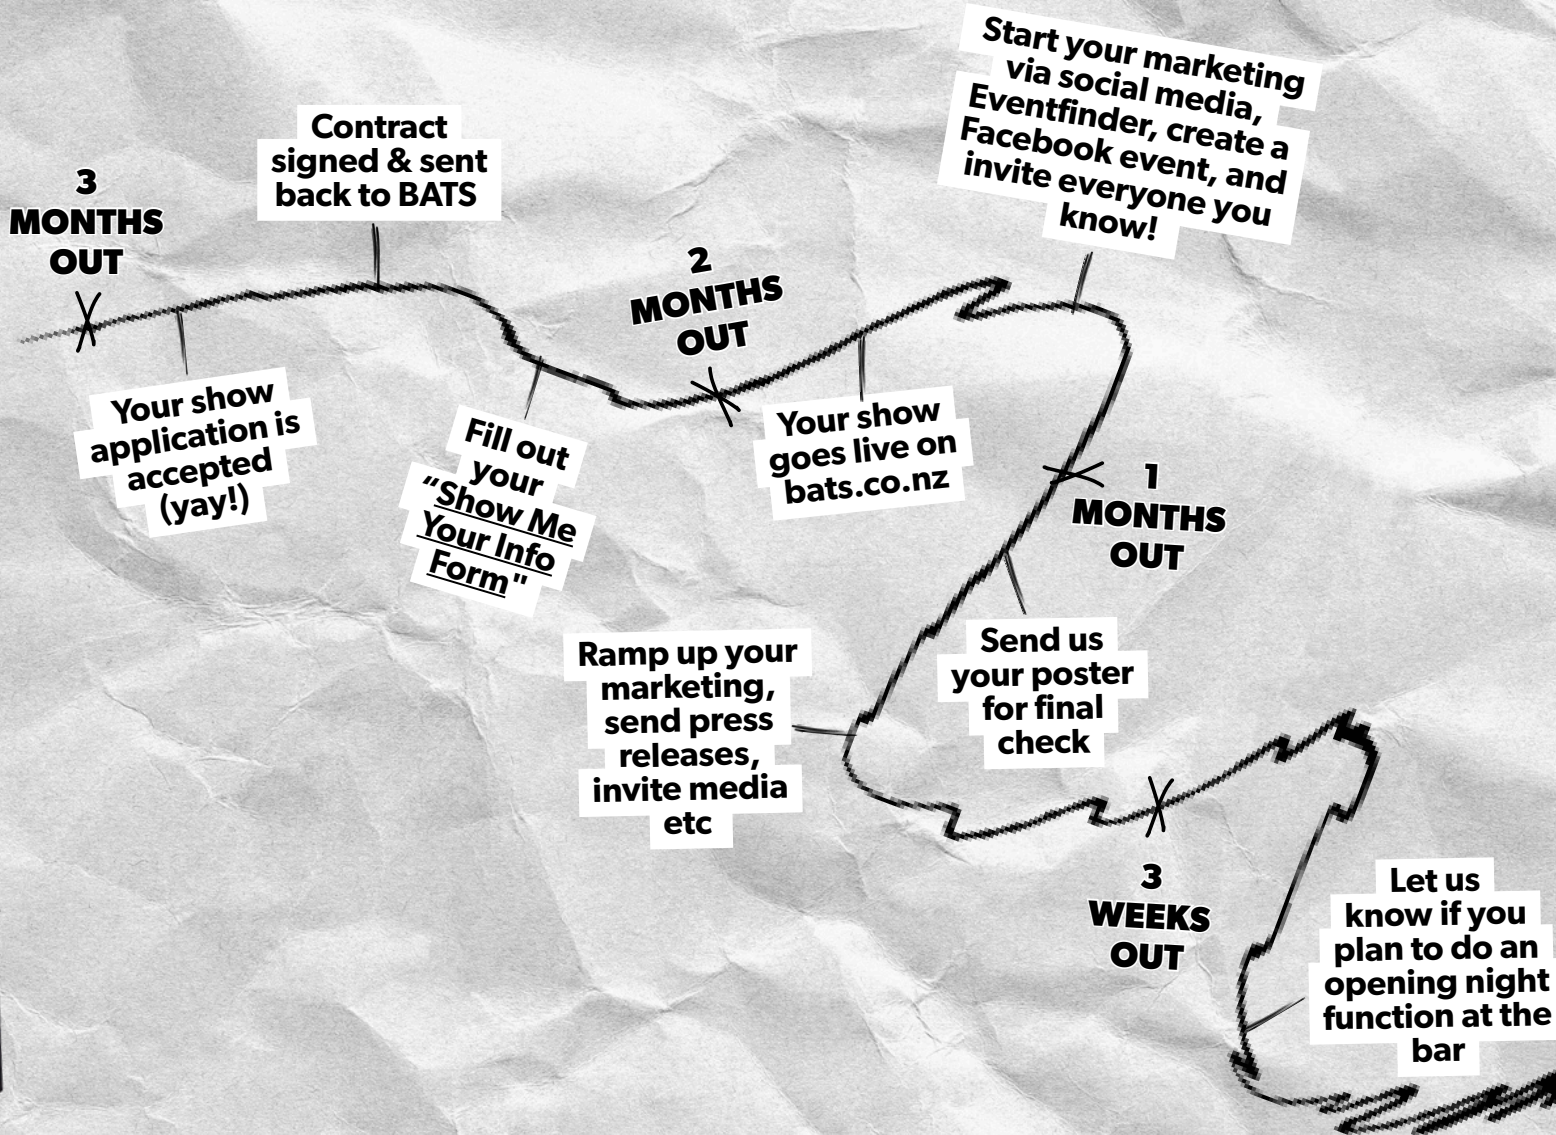 3
MONTHS
OUT
Your show
application is
accepted
(yay!)
Contract
signed & sent
back to BATS
Fill out
your
“Show Me
Your Info
Form"
2
MONTHS
OUT
Your show
goes live on
bats.co.nz
Start your marketing
via social media,
Eventfinder, create a
Facebook event, and
invite everyone you
know!
1
MONTHS
OUT
Send us
your poster
for final
check
Ramp up your
marketing,
send press
releases,
invite media
etc
3
WEEKS
OUT
Let us
know if you
plan to do an
opening night
function at the
bar